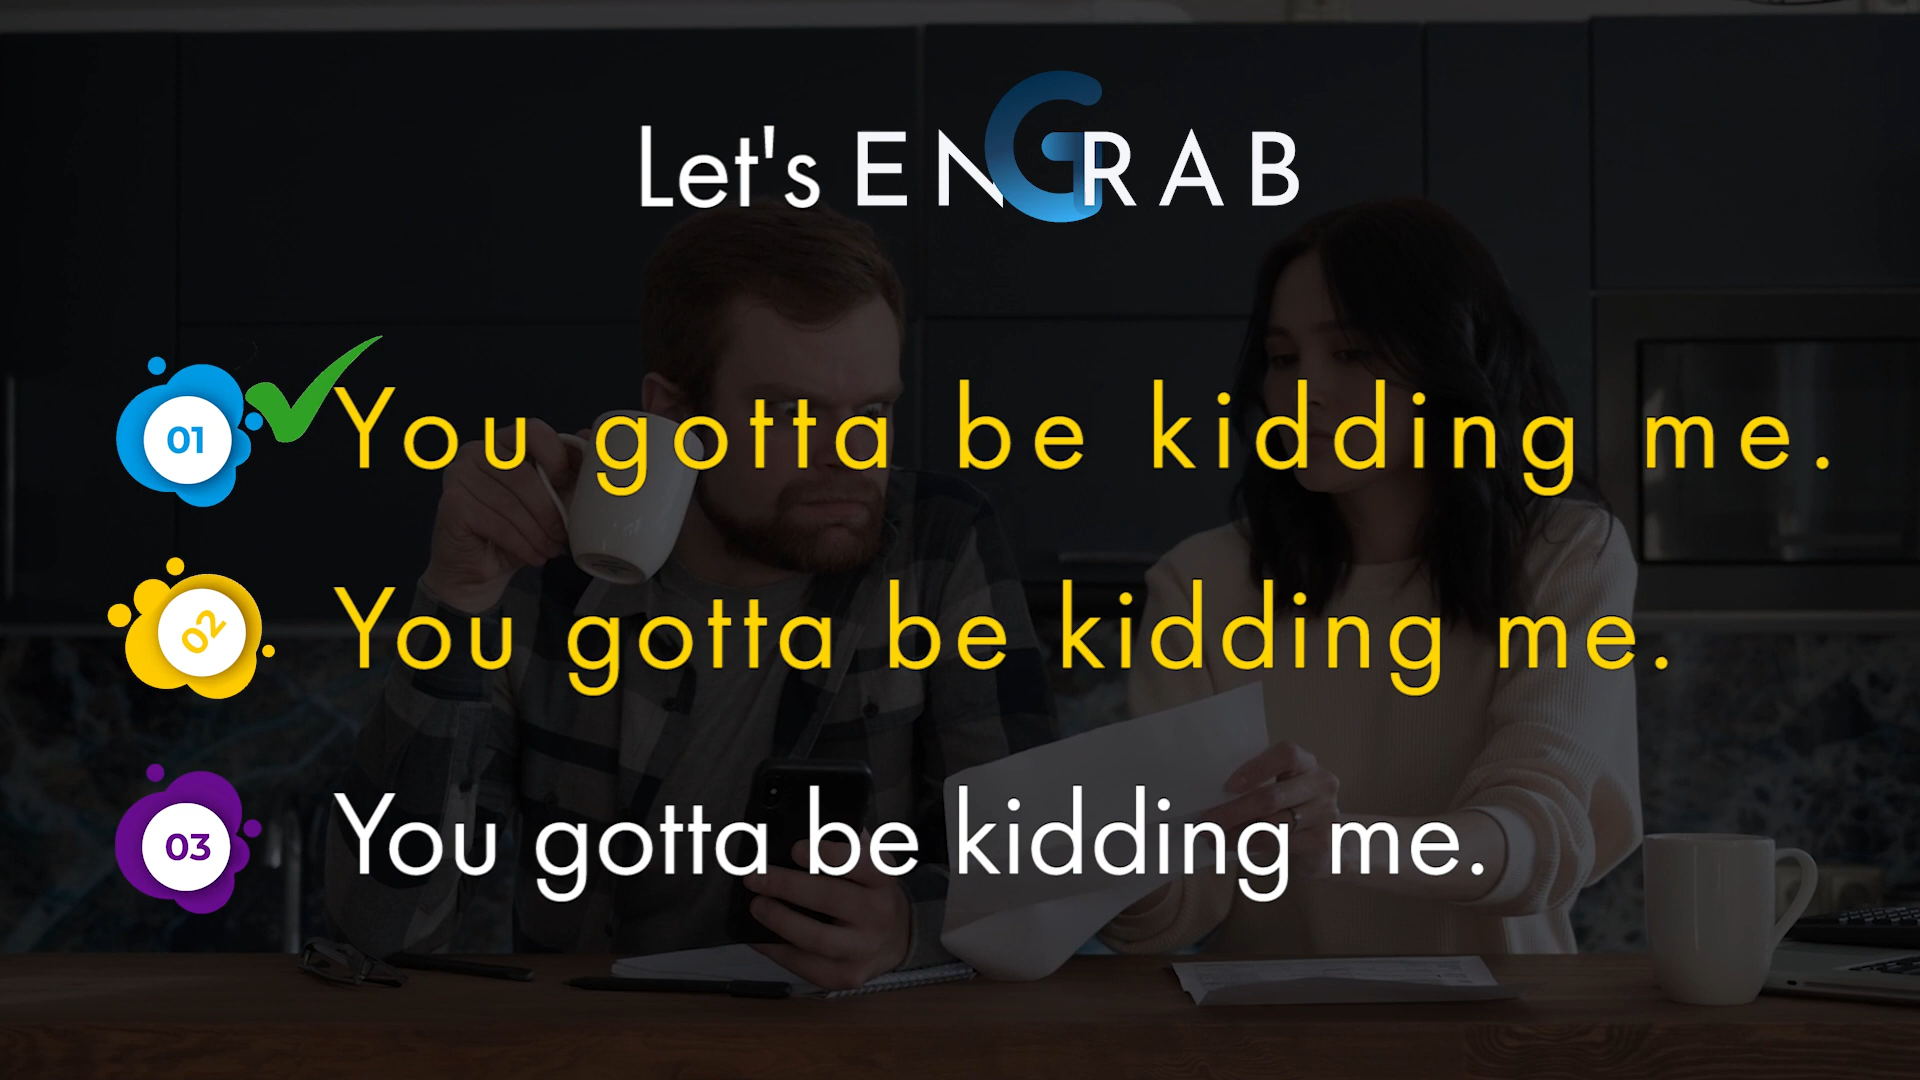 Let's ENGRAB
01 You gotta be kidding me.
02 You gotta be kidding me.
03 You gotta be kidding me.